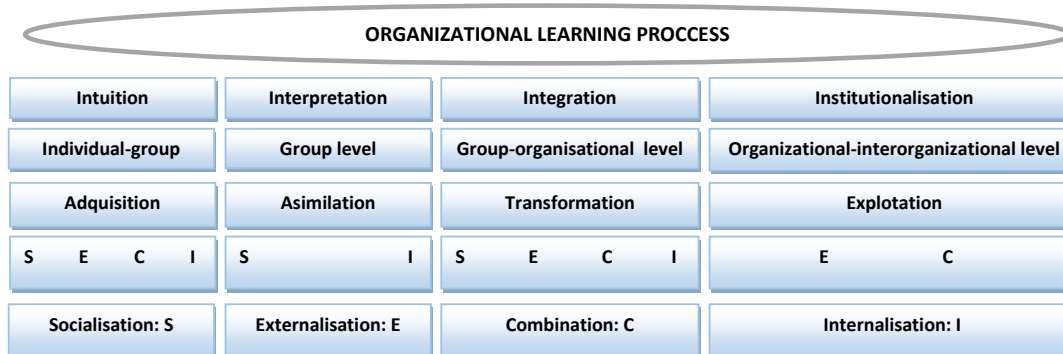 ORGANIZATIONAL LEARNING PROCCESS
Intuition Interpretation Integration Institutionalisation
Individual-group Group level Group-organisational level Organizational-interorganizational level
Adquisition Asimilation Transformation Explotation
S E C I S I S E C I E C
Socialisation: S Externalisation: E Combination: C Internalisation: I